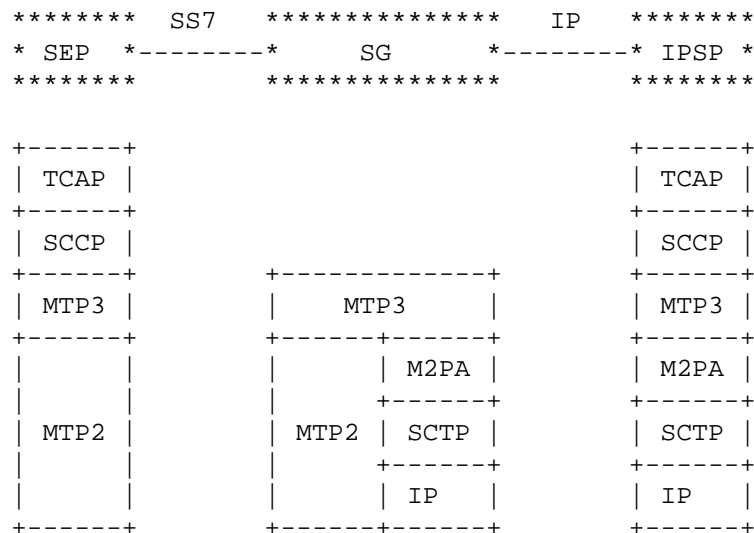 ******** SS7 *************** IP ********
* SEP *--------* SG *--------* IPSP *
******** *************** ********
+------+ +------+
| TCAP | | TCAP |
+------+ +------+
| SCCP | | SCCP |
+------+ +-------------+ +------+
| MTP3 | | MTP3 | | MTP3 |
+------+ +------+------+ +------+
| | | | M2PA | | M2PA |
| | | +------+ +------+
| MTP2 | | MTP2 | SCTP | | SCTP |
| | | +------+ +------+
| | | | IP | | IP |
+------+ +------+------+ +------+